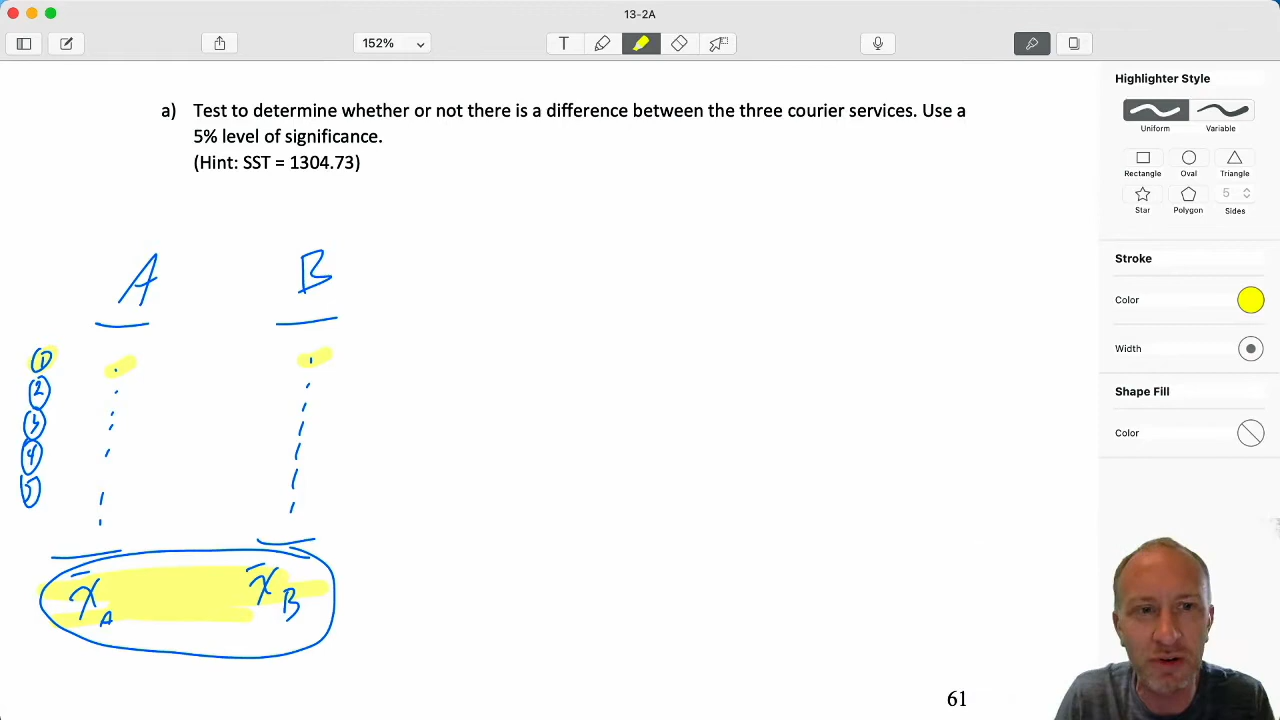 13-2A
152%
T
Highlighter Style
Uniform Variable
Rectangle Oval Triangle
5
Star Polygon Sides
Stroke
Color
Width
Shape Fill
Color
a) Test to determine whether or not there is a difference between the three courier services. Use a
5% level of significance.
(Hint: SST = 1304.73)
A B
1
2
3
4
5
x̄A x̄B
61